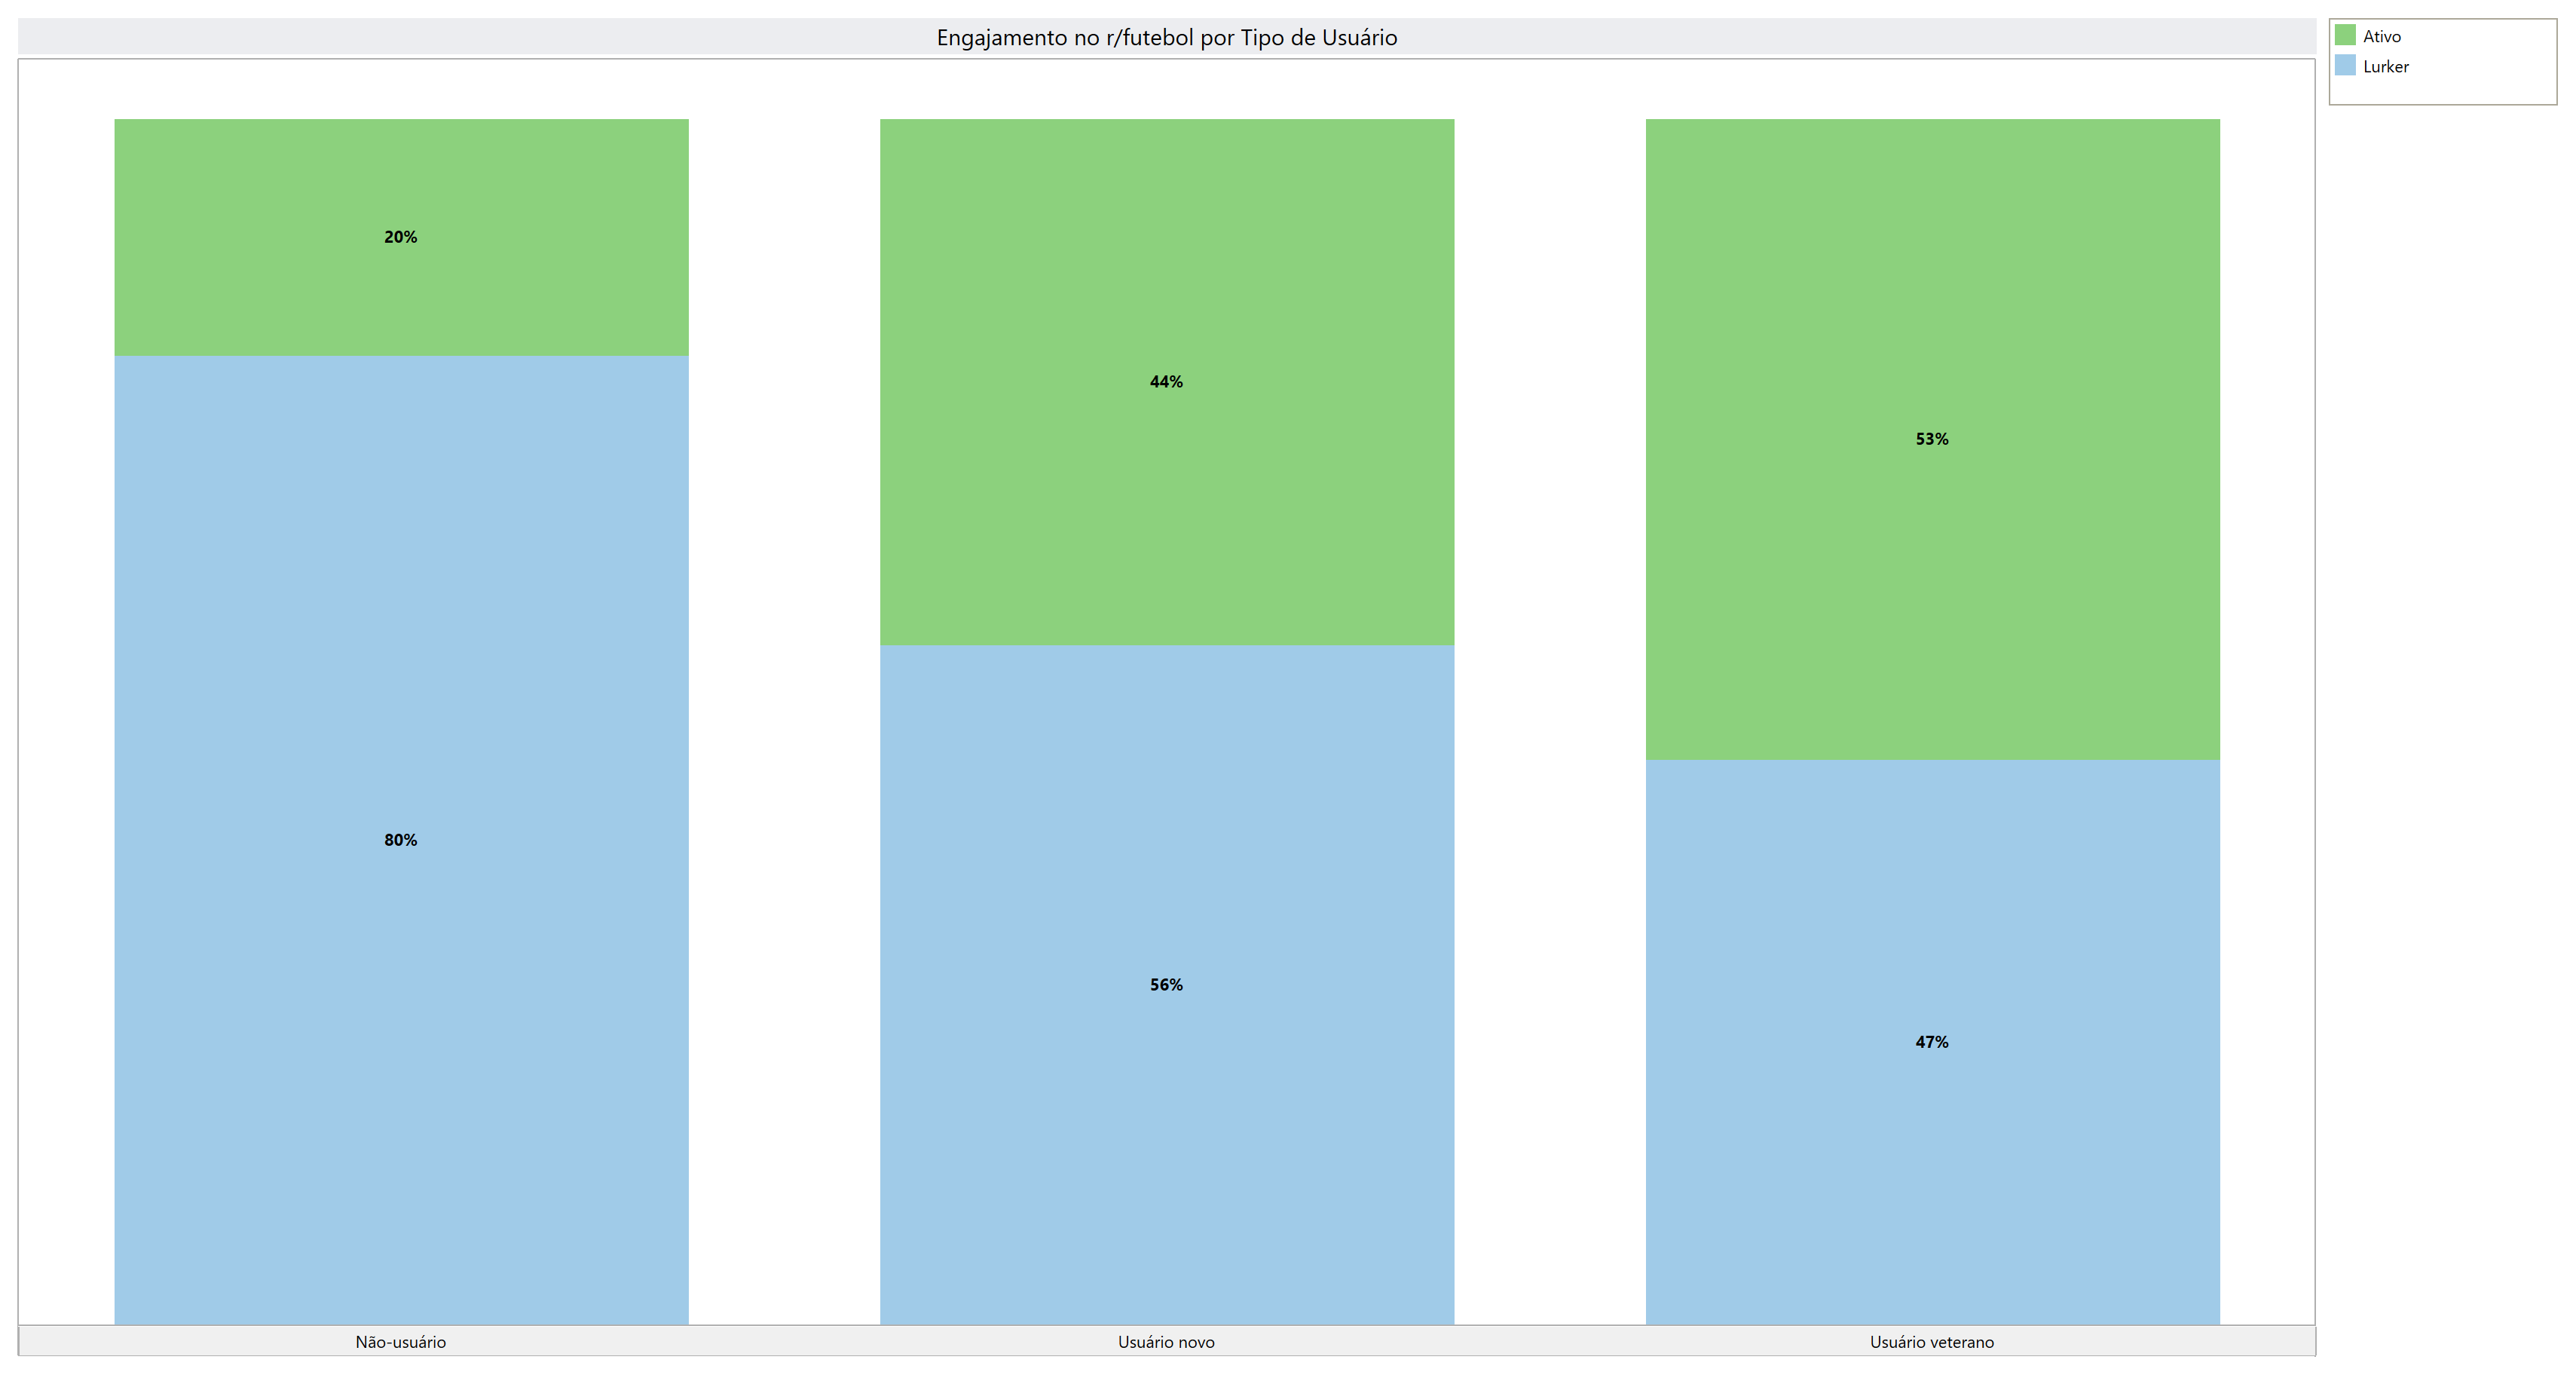 Engajamento no r/futebol por Tipo de Usuário
Ativo
Lurker
20%
44%
53%
80%
56%
47%
Não-usuário
Usuário novo
Usuário veterano